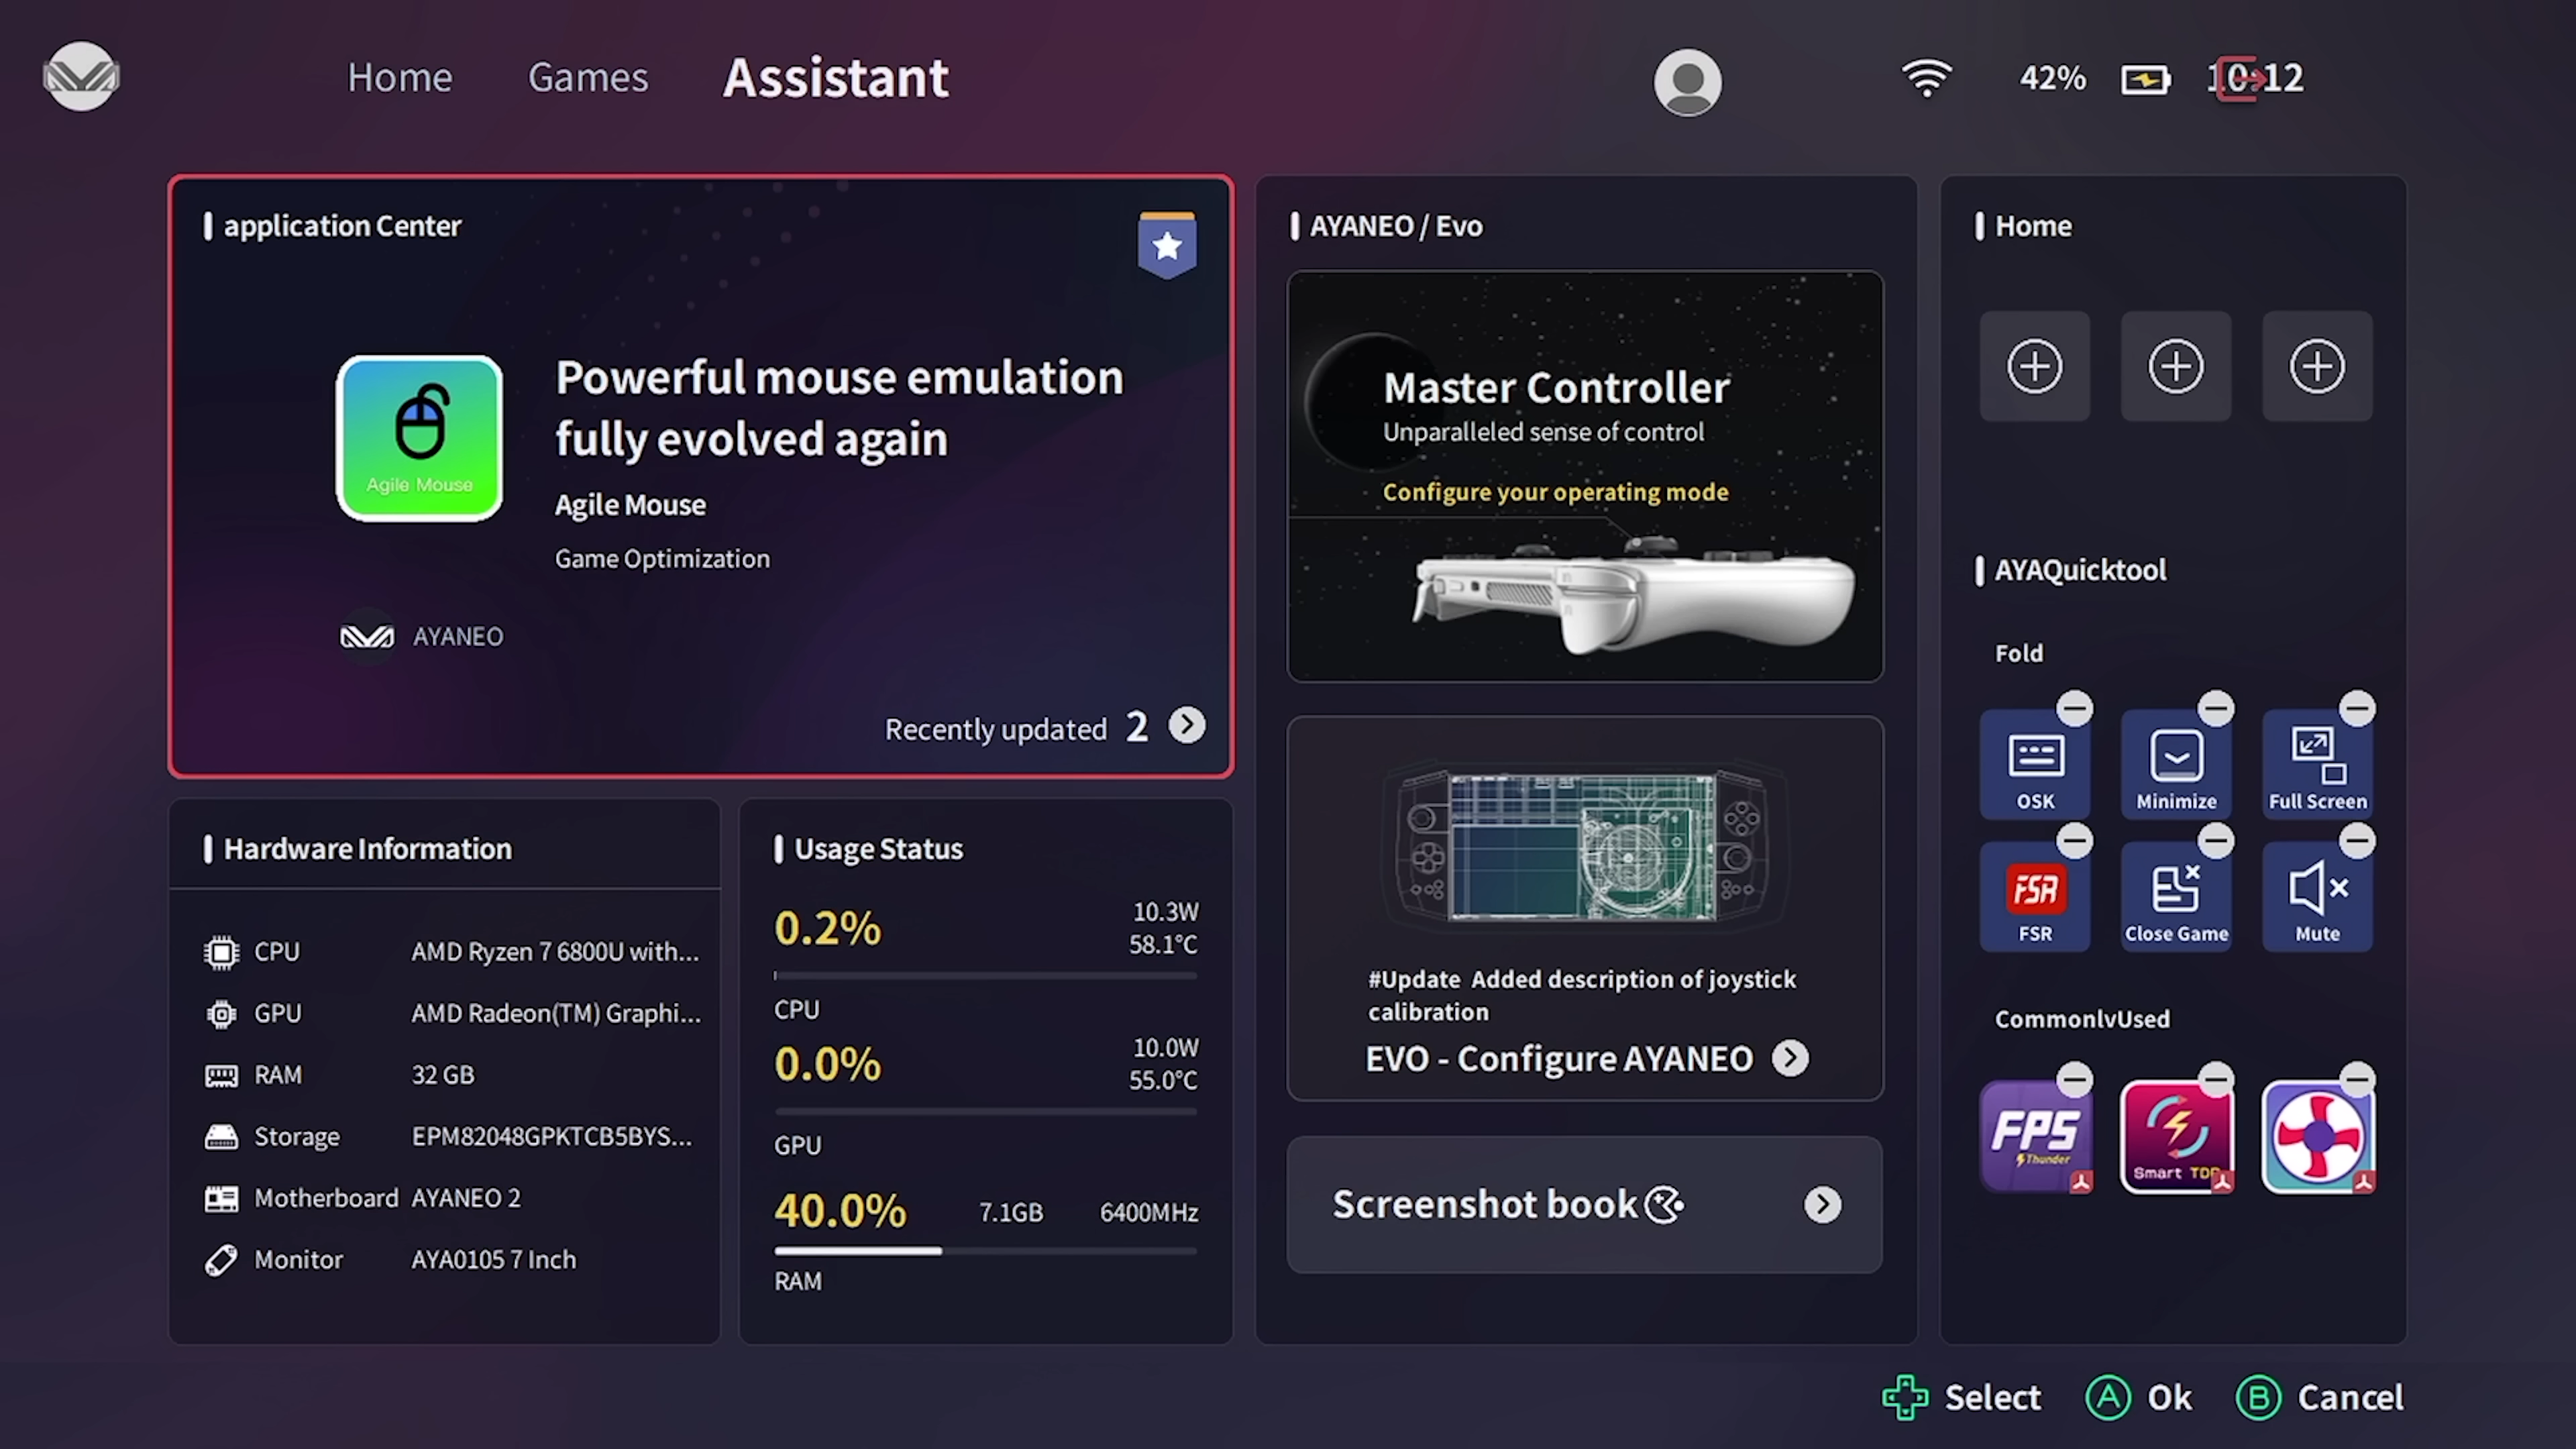 Home
Games
Assistant
42%
10:12
application Center
Powerful mouse emulation
fully evolved again
Agile Mouse
Agile Mouse
Game Optimization
AYANEO
Recently updated 2
Hardware Information
CPU AMD Ryzen 7 6800U with...
GPU AMD Radeon(TM) Graphi...
RAM 32 GB
Storage EPM82048GPKTCB5BYS...
Motherboard AYANEO 2
Monitor AYA0105 7 Inch
Usage Status
0.2% 10.3W
58.1°C
CPU
0.0% 10.0W
55.0°C
GPU
40.0% 7.1GB 6400MHz
RAM
AYANEO / Evo
Master Controller
Unparalleled sense of control
Configure your operating mode
#Update Added description of joystick
calibration
EVO - Configure AYANEO
Screenshot book
Home
AYAQuicktool
Fold
OSK
Minimize
Full Screen
FSR
FSR
Close Game
Mute
CommonlyUsed
FPS
Thunder
Smart TDP
Select
A Ok
B Cancel